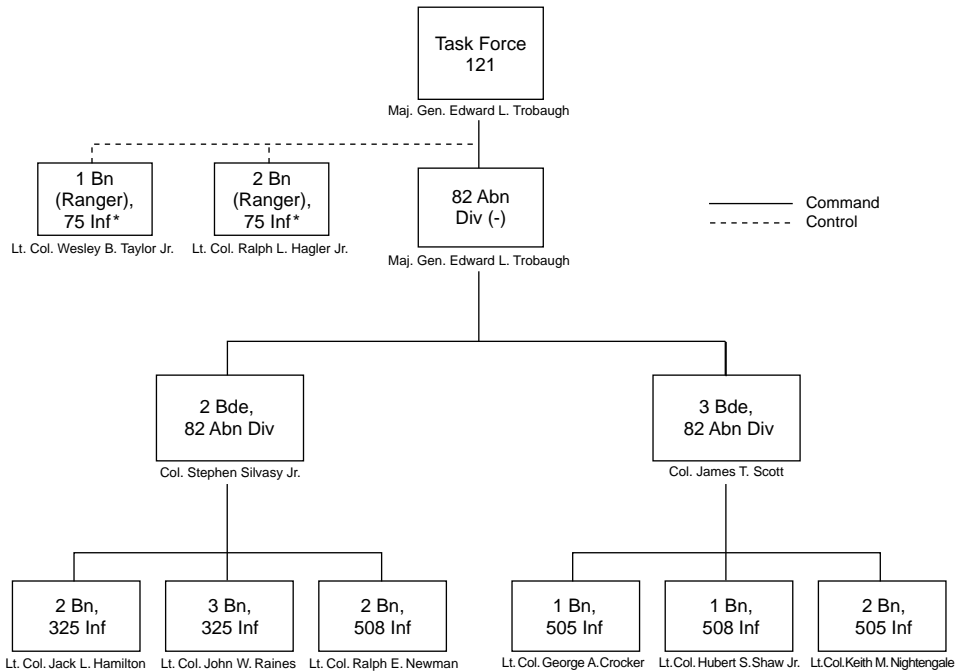 Task Force
121
Maj. Gen. Edward L. Trobaugh
1 Bn
(Ranger),
75 Inf*
Lt. Col. Wesley B. Taylor Jr.
2 Bn
(Ranger),
75 Inf*
Lt. Col. Ralph L. Hagler Jr.
82 Abn
Div (-)
Maj. Gen. Edward L. Trobaugh
Command
Control
2 Bde,
82 Abn Div
Col. Stephen Silvasy Jr.
3 Bde,
82 Abn Div
Col. James T. Scott
2 Bn,
325 Inf
Lt. Col. Jack L. Hamilton
3 Bn,
325 Inf
Lt. Col. John W. Raines
2 Bn,
508 Inf
Lt. Col. Ralph E. Newman
1 Bn,
505 Inf
Lt. Col. George A. Crocker
1 Bn,
508 Inf
Lt.Col. Hubert S. Shaw Jr.
2 Bn,
505 Inf
Lt.Col.Keith M. Nightengale